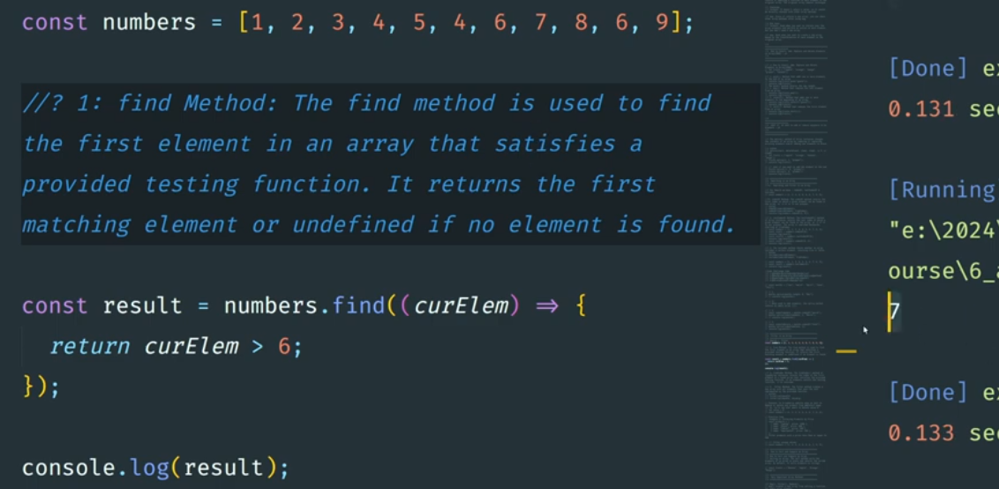 const numbers = [1, 2, 3, 4, 5, 4, 6, 7, 8, 6, 9];
//? 1: find Method: The find method is used to find
the first element in an array that satisfies a
provided testing function. It returns the first
matching element or undefined if no element is found.
const result = numbers.find((curElem) => {
return curElem > 6;
});
console.log(result);
[Done] ex
0.131 sec
[Running
"e:\2024\
ourse\6_a
7
[Done] ex
0.133 sec